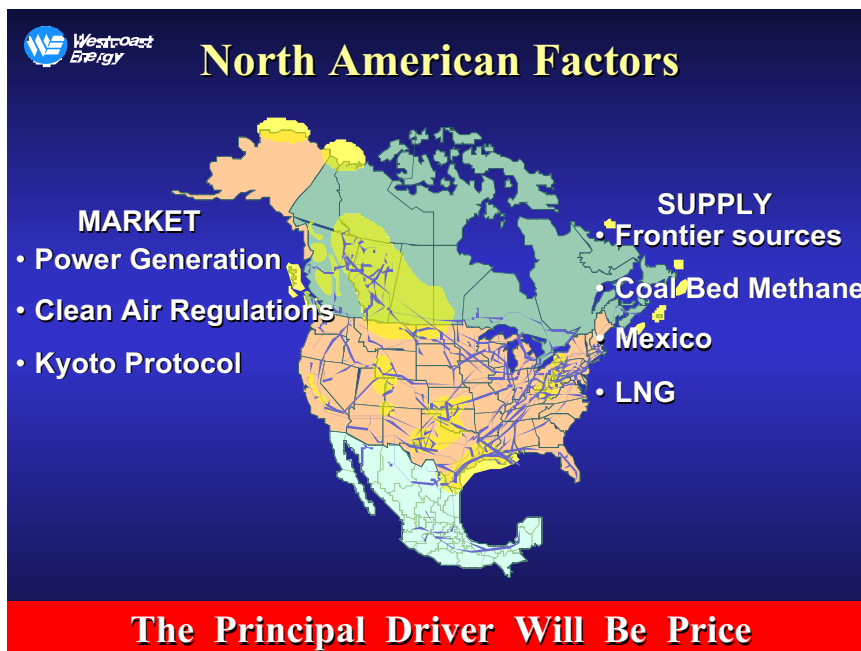 Westcoast
Energy
North American Factors
MARKET
• Power Generation
• Clean Air Regulations
• Kyoto Protocol
SUPPLY
• Frontier sources
• Coal Bed Methane
• Mexico
• LNG
The Principal Driver Will Be Price